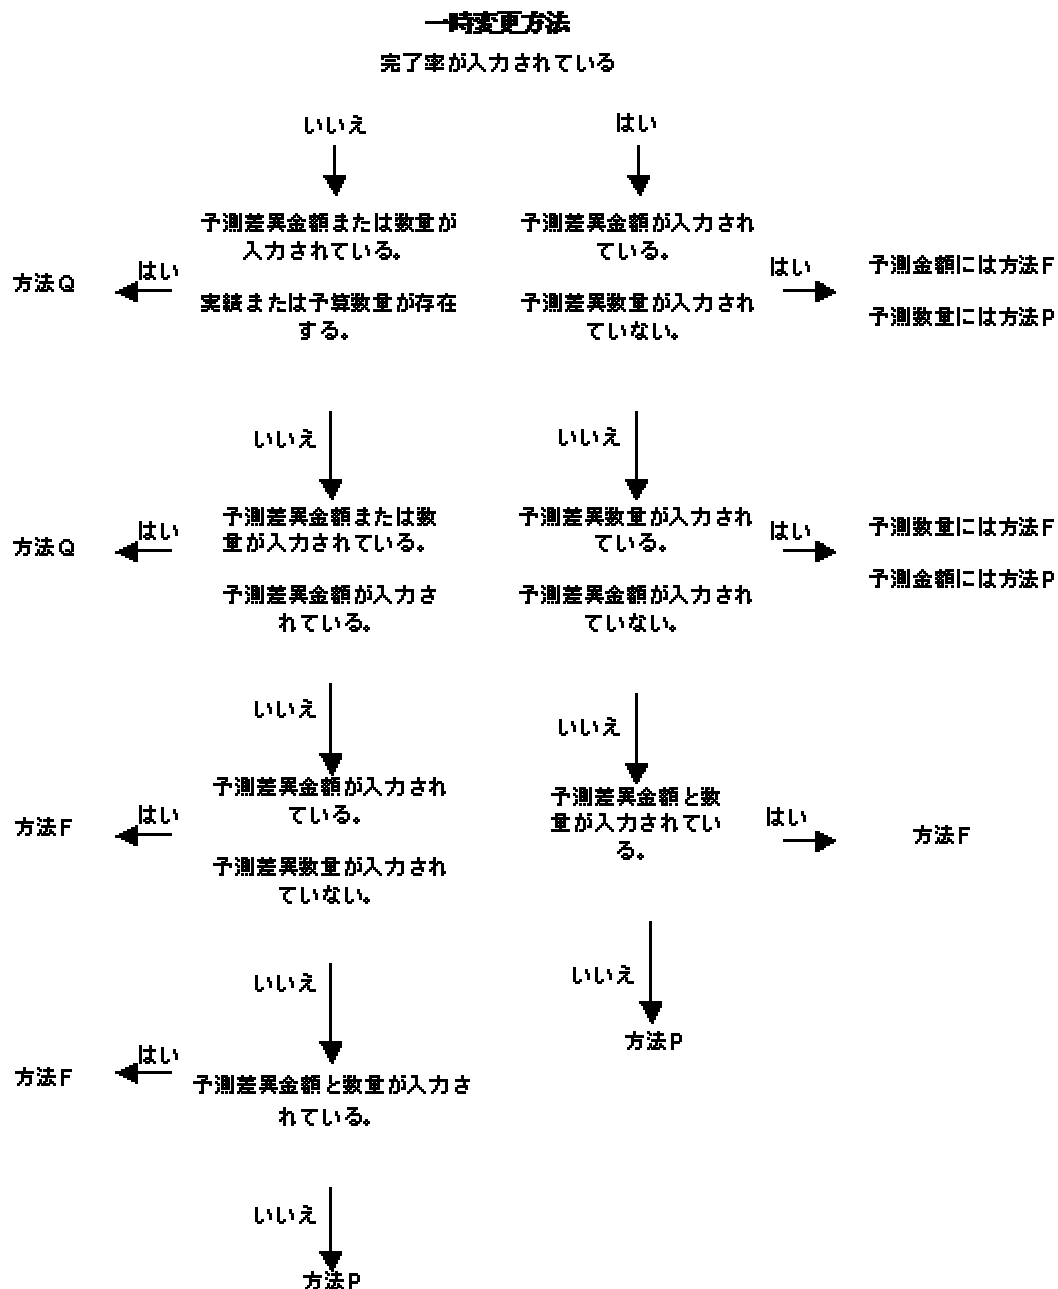 一時変更方法
完了率が入力されている
いいえ
はい
予測差異金額または数量が
入力されている。
実績または予算数量が存在
する。
はい
方法Q
予測差異金額が入力され
ている。
予測差異数量が入力され
ていない。
はい
予測金額には方法F
予測数量には方法P
いいえ
いいえ
予測差異金額または数
量が入力されている。
予測差異金額が入力さ
れている。
はい
方法Q
予測差異数量が入力され
ている。
予測差異金額が入力され
ていない。
はい
予測数量には方法F
予測金額には方法P
いいえ
いいえ
予測差異金額が入力され
ている。
予測差異数量が入力され
ていない。
はい
方法F
予測差異金額と数
量が入力されてい
る。
はい
方法F
いいえ
いいえ
方法P
はい
方法F
予測差異金額と数量が入力さ
れている。
いいえ
方法P